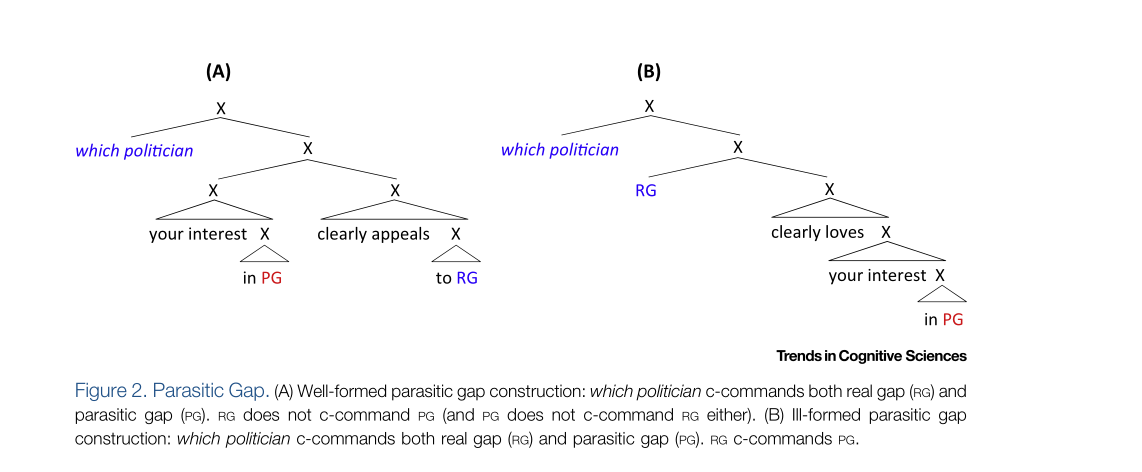 (A)
X
which politician
X
X
X
your interest X
clearly appeals X
in PG
to RG
(B)
X
which politician
X
RG
X
clearly loves X
your interest X
in PG
Trends in Cognitive Sciences
Figure 2. Parasitic Gap. (A) Well-formed parasitic gap construction: which politician c-commands both real gap (RG) and
parasitic gap (PG). RG does not c-command PG (and PG does not c-command RG either). (B) Ill-formed parasitic gap
construction: which politician c-commands both real gap (RG) and parasitic gap (PG). RG c-commands PG.